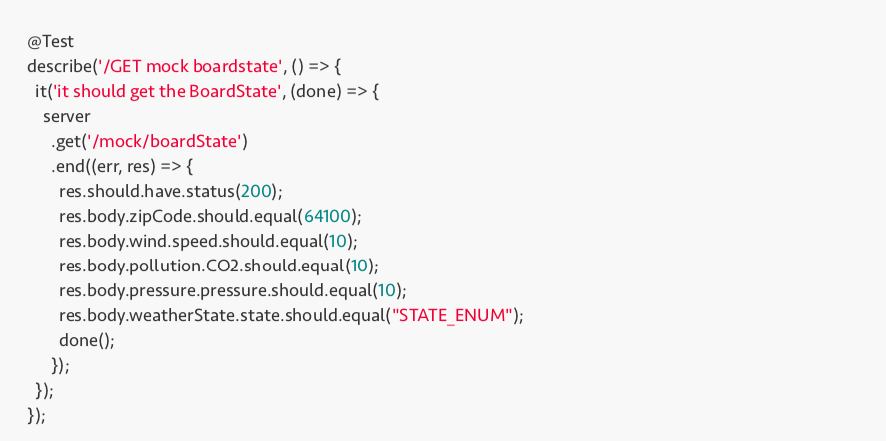 @Test
describe('/GET mock boardstate', () => {
  it('it should get the BoardState', (done) => {
    server
      .get('/mock/boardState')
      .end((err, res) => {
        res.should.have.status(200);
        res.body.zipCode.should.equal(64100);
        res.body.wind.speed.should.equal(10);
        res.body.pollution.CO2.should.equal(10);
        res.body.pressure.pressure.should.equal(10);
        res.body.weatherState.state.should.equal("STATE_ENUM");
        done();
      });
  });
});